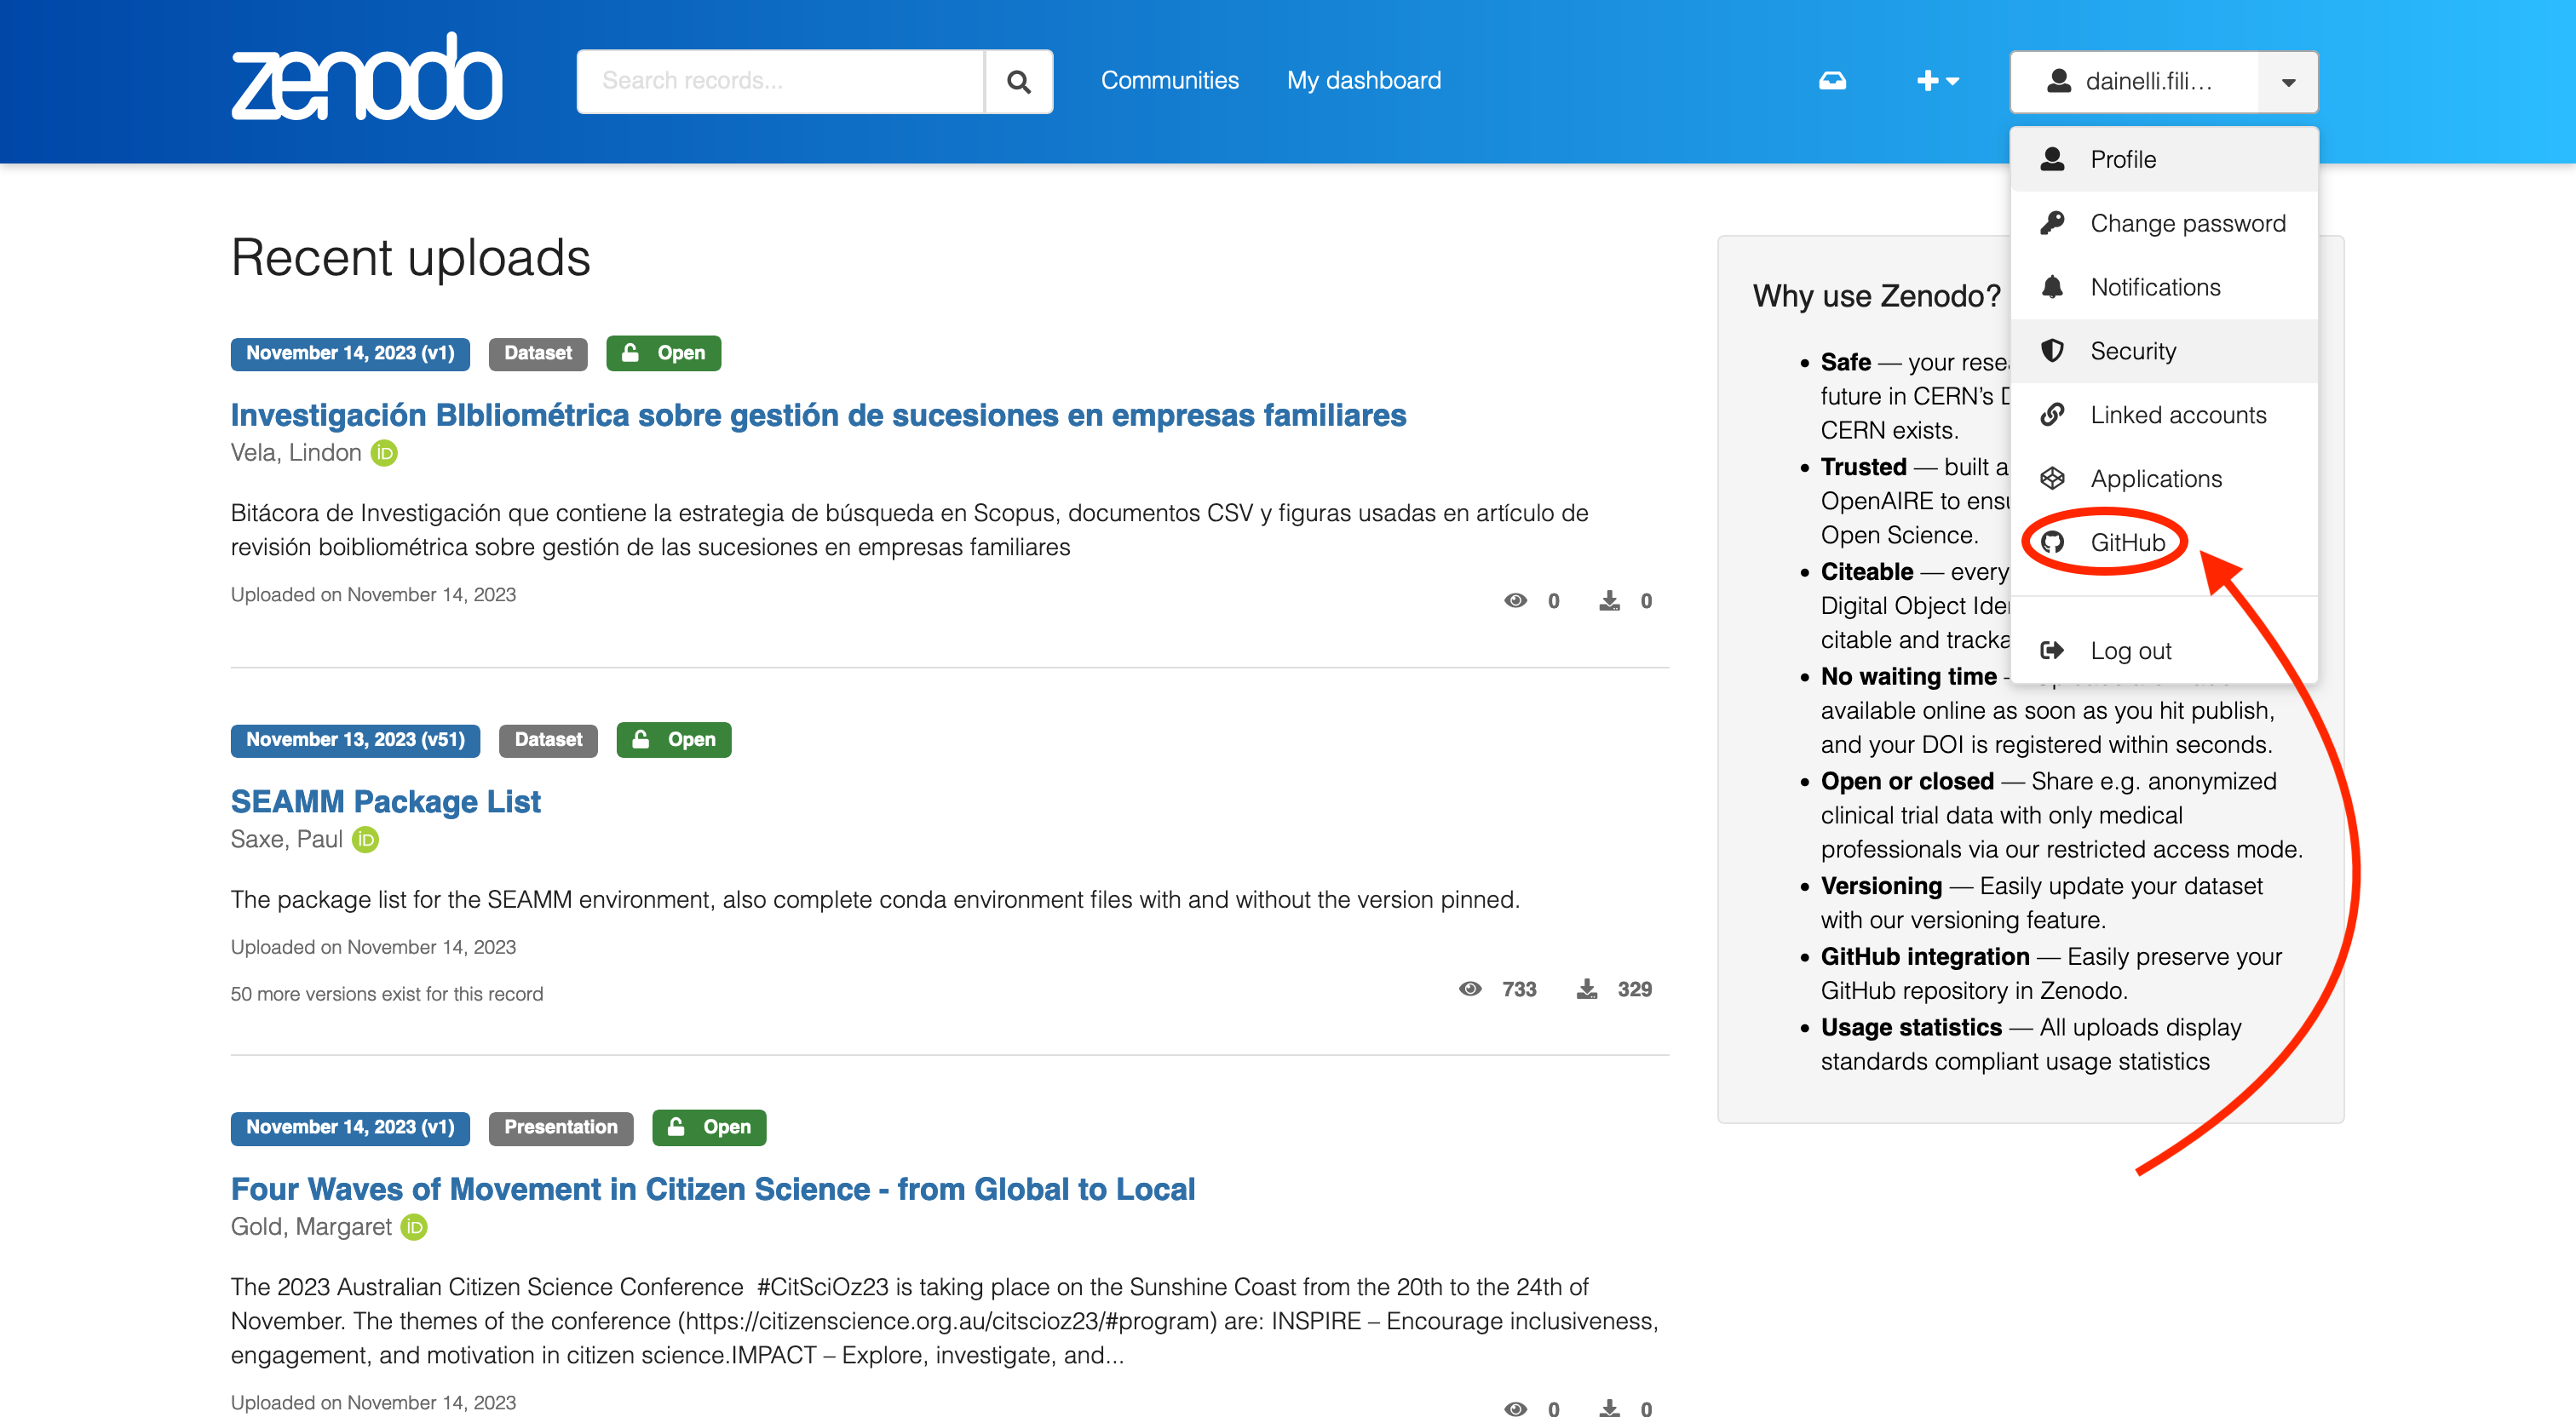 zenodo
Search records...
Communities
My dashboard
dainelli.fili...
Profile
Change password
Notifications
Security
Linked accounts
Applications
GitHub
Log out
Recent uploads
November 14, 2023 (v1) Dataset Open
Investigación BIbliométrica sobre gestión de sucesiones en empresas familiares
Vela, Lindon iD
Bitácora de Investigación que contiene la estrategia de búsqueda en Scopus, documentos CSV y figuras usadas en artículo de
revisión boibliométrica sobre gestión de las sucesiones en empresas familiares
Uploaded on November 14, 2023
0 0
November 13, 2023 (v51) Dataset Open
SEAMM Package List
Saxe, Paul iD
The package list for the SEAMM environment, also complete conda environment files with and without the version pinned.
Uploaded on November 14, 2023
50 more versions exist for this record
733 329
November 14, 2023 (v1) Presentation Open
Four Waves of Movement in Citizen Science - from Global to Local
Gold, Margaret iD
The 2023 Australian Citizen Science Conference #CitSciOz23 is taking place on the Sunshine Coast from the 20th to the 24th of
November. The themes of the conference (https://citizenscience.org.au/citscioz23/#program) are: INSPIRE – Encourage inclusiveness,
engagement, and motivation in citizen science.IMPACT – Explore, investigate, and...
Uploaded on November 14, 2023
0 0
Why use Zenodo?
• Safe — your
future in CERN's
CERN exists.
• Trusted — built
OpenAIRE to
Open Science.
• Citeable — every
Digital Object
citable and
• No waiting time
available online as soon as you hit publish,
and your DOI is registered within seconds.
• Open or closed — Share e.g. anonymized
clinical trial data with only medical
professionals via our restricted access mode.
• Versioning — Easily update your dataset
with our versioning feature.
• GitHub integration — Easily preserve your
GitHub repository in Zenodo.
• Usage statistics — All uploads display
standards compliant usage statistics